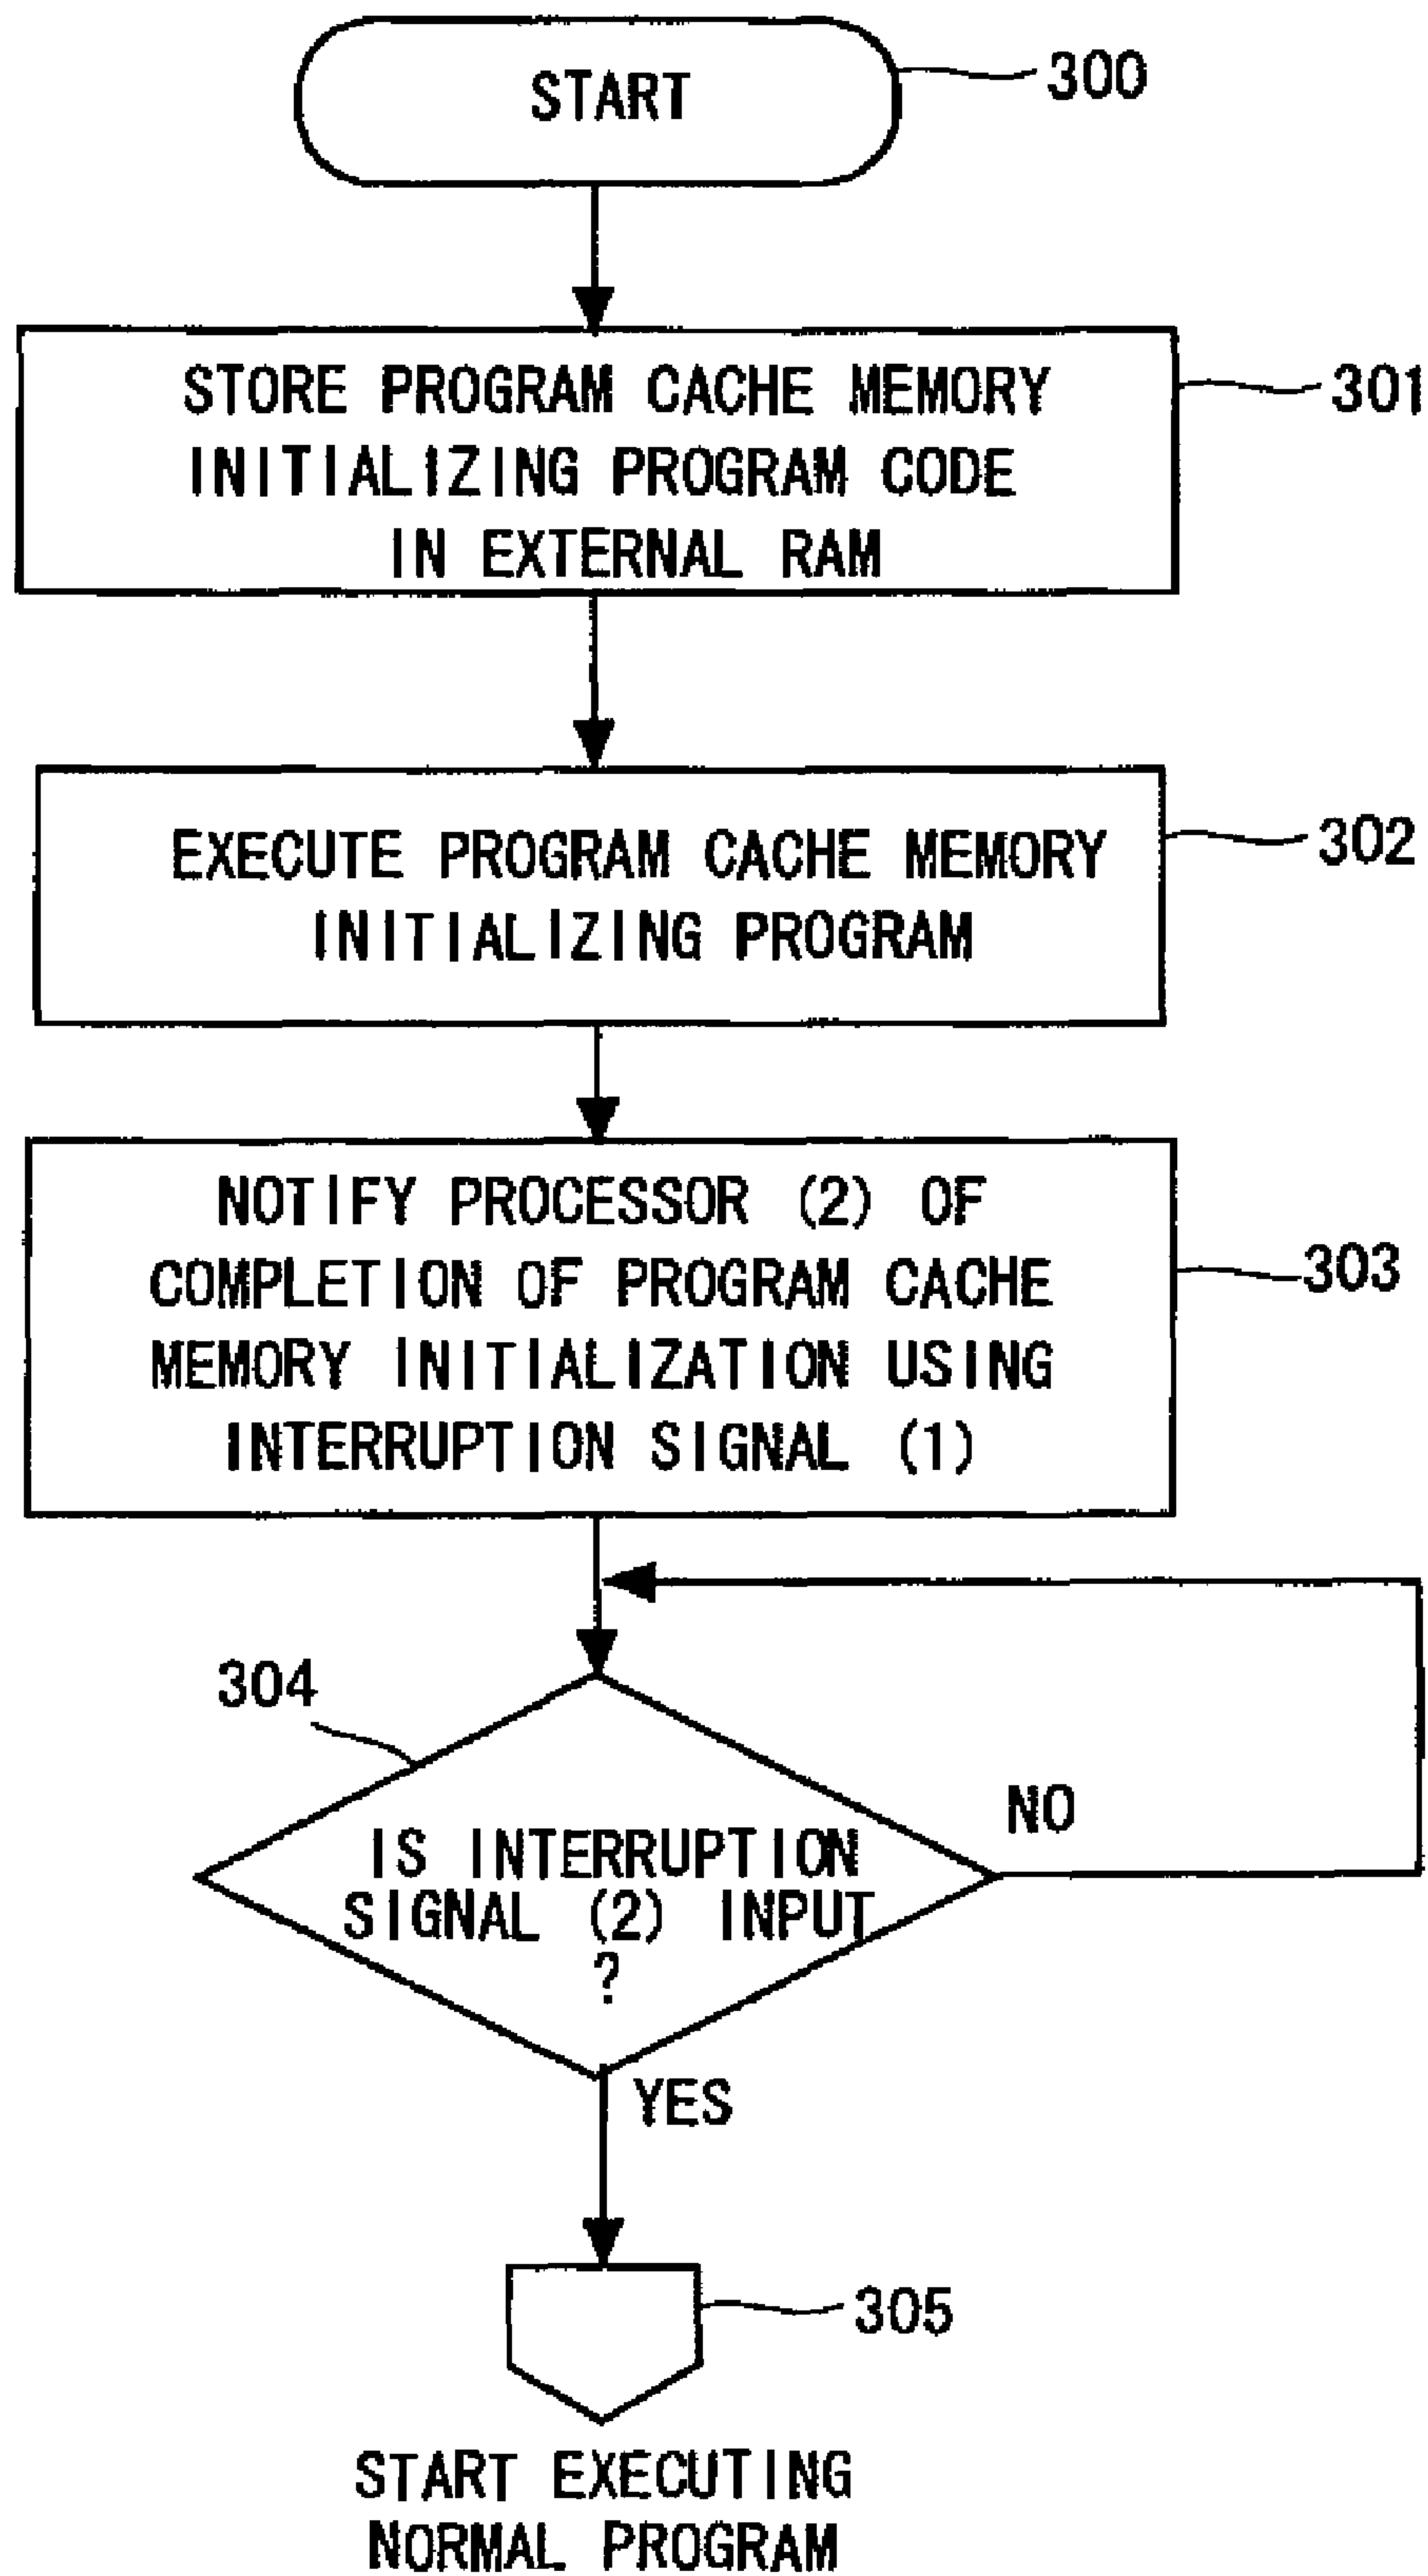 START
300
STORE PROGRAM CACHE MEMORY
INITIALIZING PROGRAM CODE
IN EXTERNAL RAM
301
EXECUTE PROGRAM CACHE MEMORY
INITIALIZING PROGRAM
302
NOTIFY PROCESSOR (2) OF
COMPLETION OF PROGRAM CACHE
MEMORY INITIALIZATION USING
INTERRUPTION SIGNAL (1)
303
304
NO
IS INTERRUPTION
SIGNAL (2) INPUT
?
YES
305
START EXECUTING
NORMAL PROGRAM